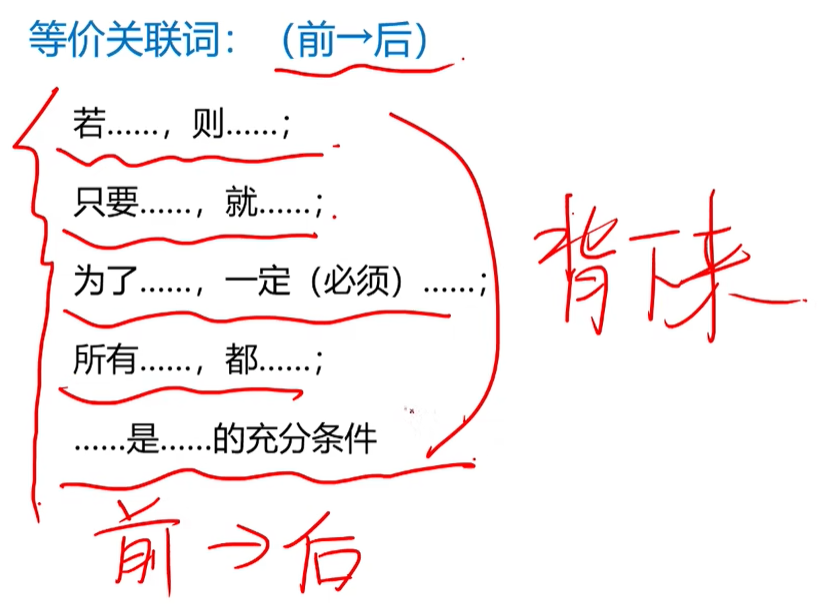 等价关联词：（前→后）
若……，则……；
只要……，就……；
为了……，一定（必须）……；
所有……，都……；
……是……的充分条件
背下来
前→后